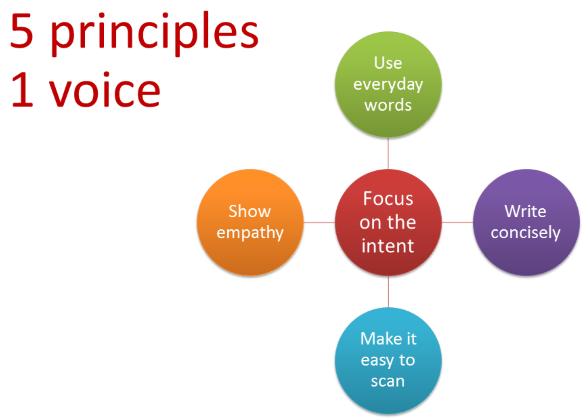 5 principles
1 voice
Use
everyday
words
Show
empathy
Focus
on the
intent
Write
concisely
Make it
easy to
scan